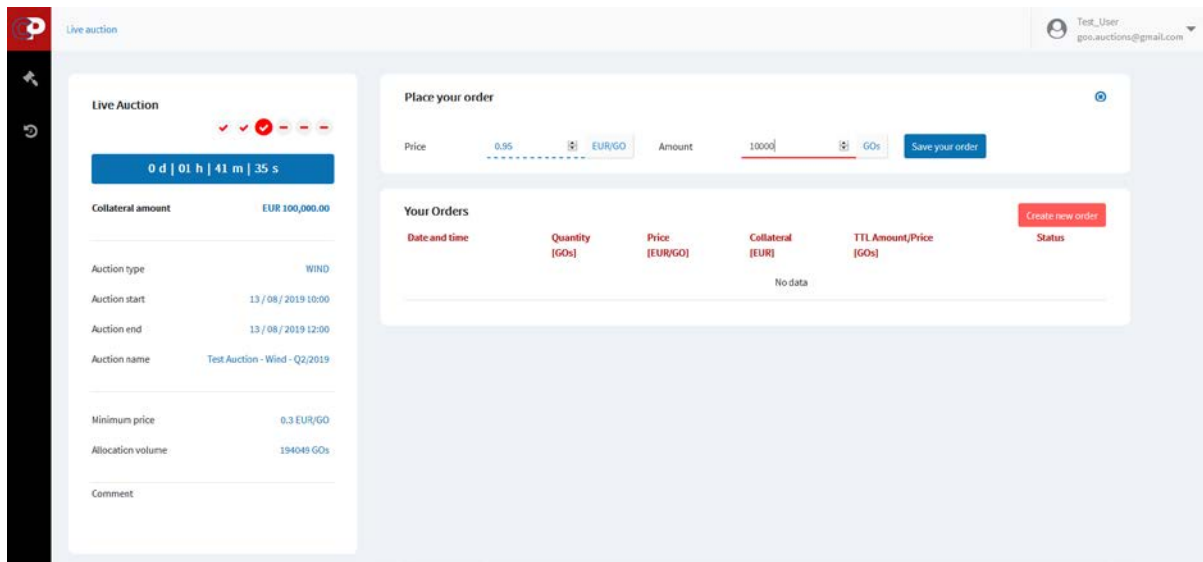 Live auction
Test_User
goo.auctions@gmail.com
Live Auction
0 d | 01 h | 41 m | 35 s
Collateral amount EUR 100,000.00
Auction type WIND
Auction start 13 / 08 / 2019 10:00
Auction end 13 / 08 / 2019 12:00
Auction name Test Auction - Wind - Q2/2019
Minimum price 0.3 EUR/GO
Allocation volume 194049 GOs
Comment
Place your order
Price 0.95 EUR/GO Amount 10000 GOs Save your order
Your Orders
Create new order
Date and time Quantity Price Collateral TTL Amount/Price Status
[GOs] [EUR/GO] [EUR] [GOs]
No data